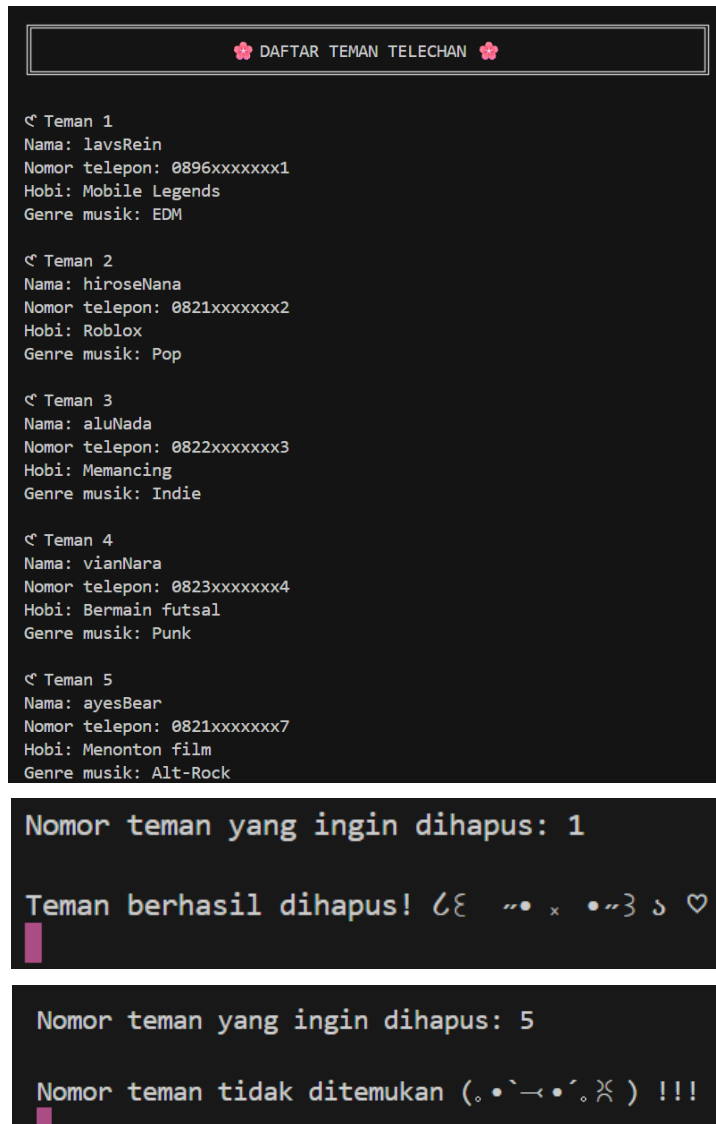 🌸 DAFTAR TEMAN TELECHAN 🌸
ᰔ Teman 1
Nama: lavsRein
Nomor telepon: 0896xxxxxxx1
Hobi: Mobile Legends
Genre musik: EDM
ᰔ Teman 2
Nama: hiroseNana
Nomor telepon: 0821xxxxxxx2
Hobi: Roblox
Genre musik: Pop
ᰔ Teman 3
Nama: aluNada
Nomor telepon: 0822xxxxxxx3
Hobi: Memancing
Genre musik: Indie
ᰔ Teman 4
Nama: vianNara
Nomor telepon: 0823xxxxxxx4
Hobi: Bermain futsal
Genre musik: Punk
ᰔ Teman 5
Nama: ayesBear
Nomor telepon: 0821xxxxxxx7
Hobi: Menonton film
Genre musik: Alt-Rock
Nomor teman yang ingin dihapus: 1
Teman berhasil dihapus! ૮꒰ ˶• ༝ •˶꒱ ა ♡
Nomor teman yang ingin dihapus: 5
Nomor teman tidak ditemukan (｡•ˋ⤙•ˊ｡ꐦ ) !!!